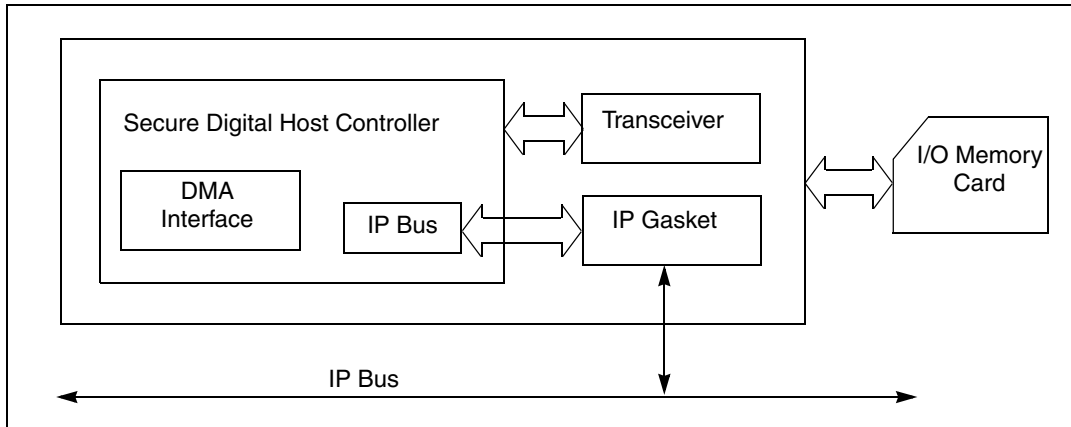 Secure Digital Host Controller
DMA
Interface
IP Bus
Transceiver
IP Gasket
I/O Memory
Card
IP Bus